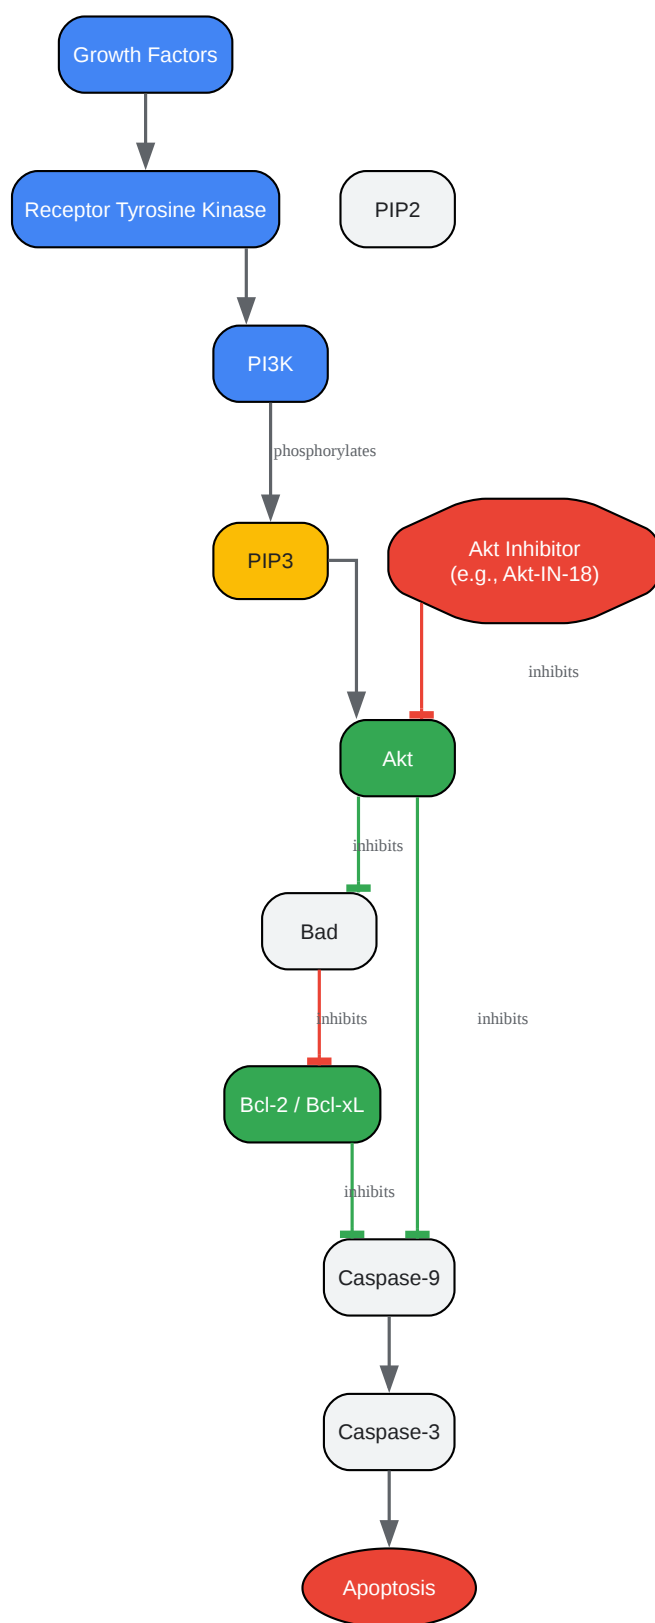 Growth Factors
Receptor Tyrosine Kinase
PIP2
PI3K
phosphorylates
PIP3
Akt Inhibitor
(e.g., Akt-IN-18)
inhibits
Akt
inhibits
Bad
inhibits
inhibits
Bcl-2 / Bcl-xL
inhibits
Caspase-9
Caspase-3
Apoptosis